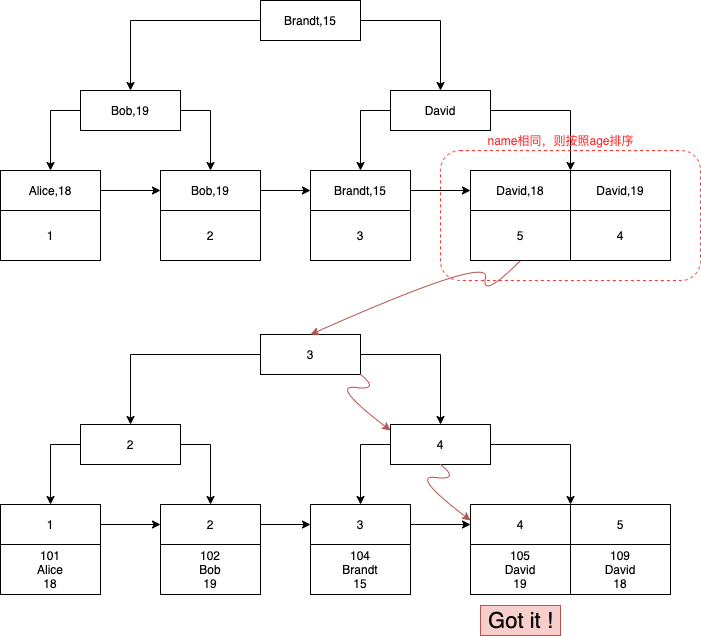 Brandt,15
Bob,19
David
name相同，则按照age排序
Alice,18
Bob,19
Brandt,15
David,18
David,19
1
2
3
5
4
3
2
4
1
2
3
4
5
101
Alice
18
102
Bob
19
104
Brandt
15
105
David
19
109
David
18
Got it !